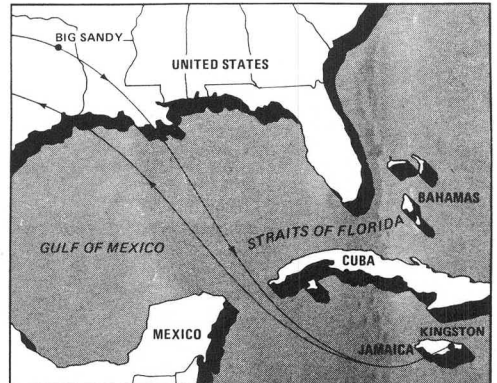 BIG SANDY
UNITED STATES
BAHAMAS
STRAITS OF FLORIDA
GULF OF MEXICO
CUBA
MEXICO
KINGSTON
JAMAICA